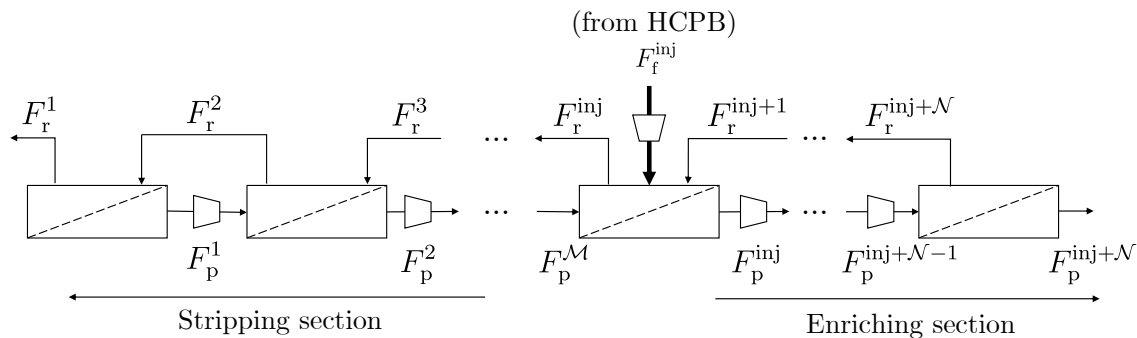 (from HCPB)
F_f^inj
F_r^1 F_r^2 F_r^3 ... F_r^inj F_r^inj+1 ... F_r^inj+𝒩
... ...
F_p^1 F_p^2 F_p^ℳ F_p^inj F_p^inj+𝒩−1 F_p^inj+𝒩
Stripping section
Enriching section